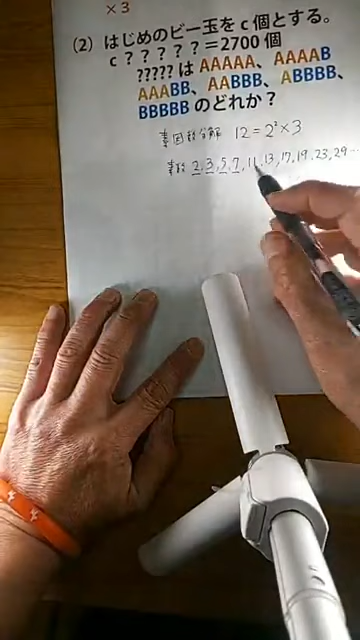 ×3
(2) はじめのビー玉をc個とする。
c?????=2700個
?????はAAAAA、AAAAB
AAABB、AABBB、ABBBB、
BBBBBのどれか?
素因数分解 12=2²×3
素数 2,3,5,7,11,13,17,19,23,29…